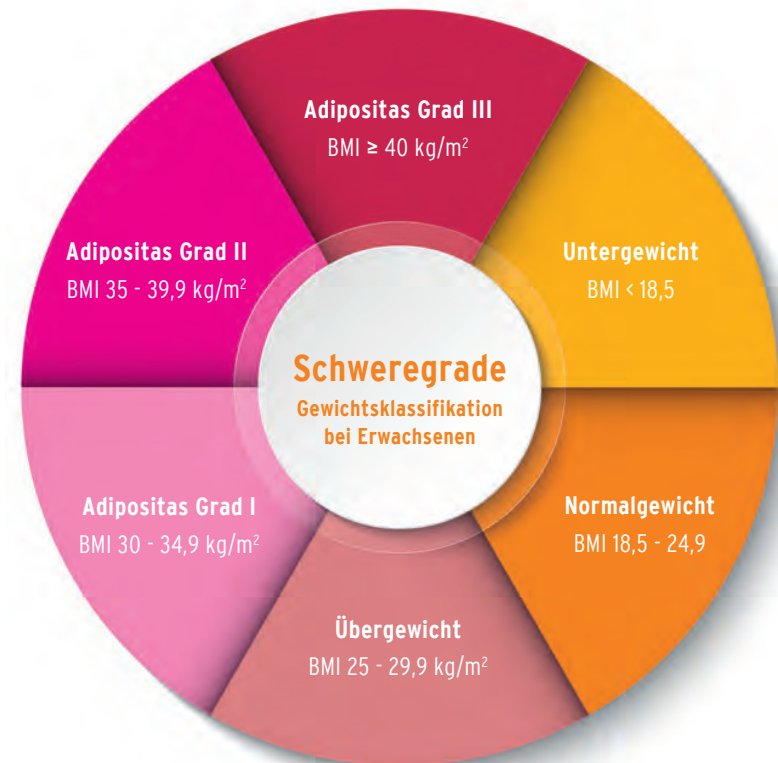 Adipositas Grad III
BMI ≥ 40 kg/m²
Adipositas Grad II
BMI 35 - 39,9 kg/m²
Untergewicht
BMI < 18,5
Schweregrade
Gewichtsklassifikation
bei Erwachsenen
Adipositas Grad I
BMI 30 - 34,9 kg/m²
Normalgewicht
BMI 18,5 - 24,9
Übergewicht
BMI 25 - 29,9 kg/m²